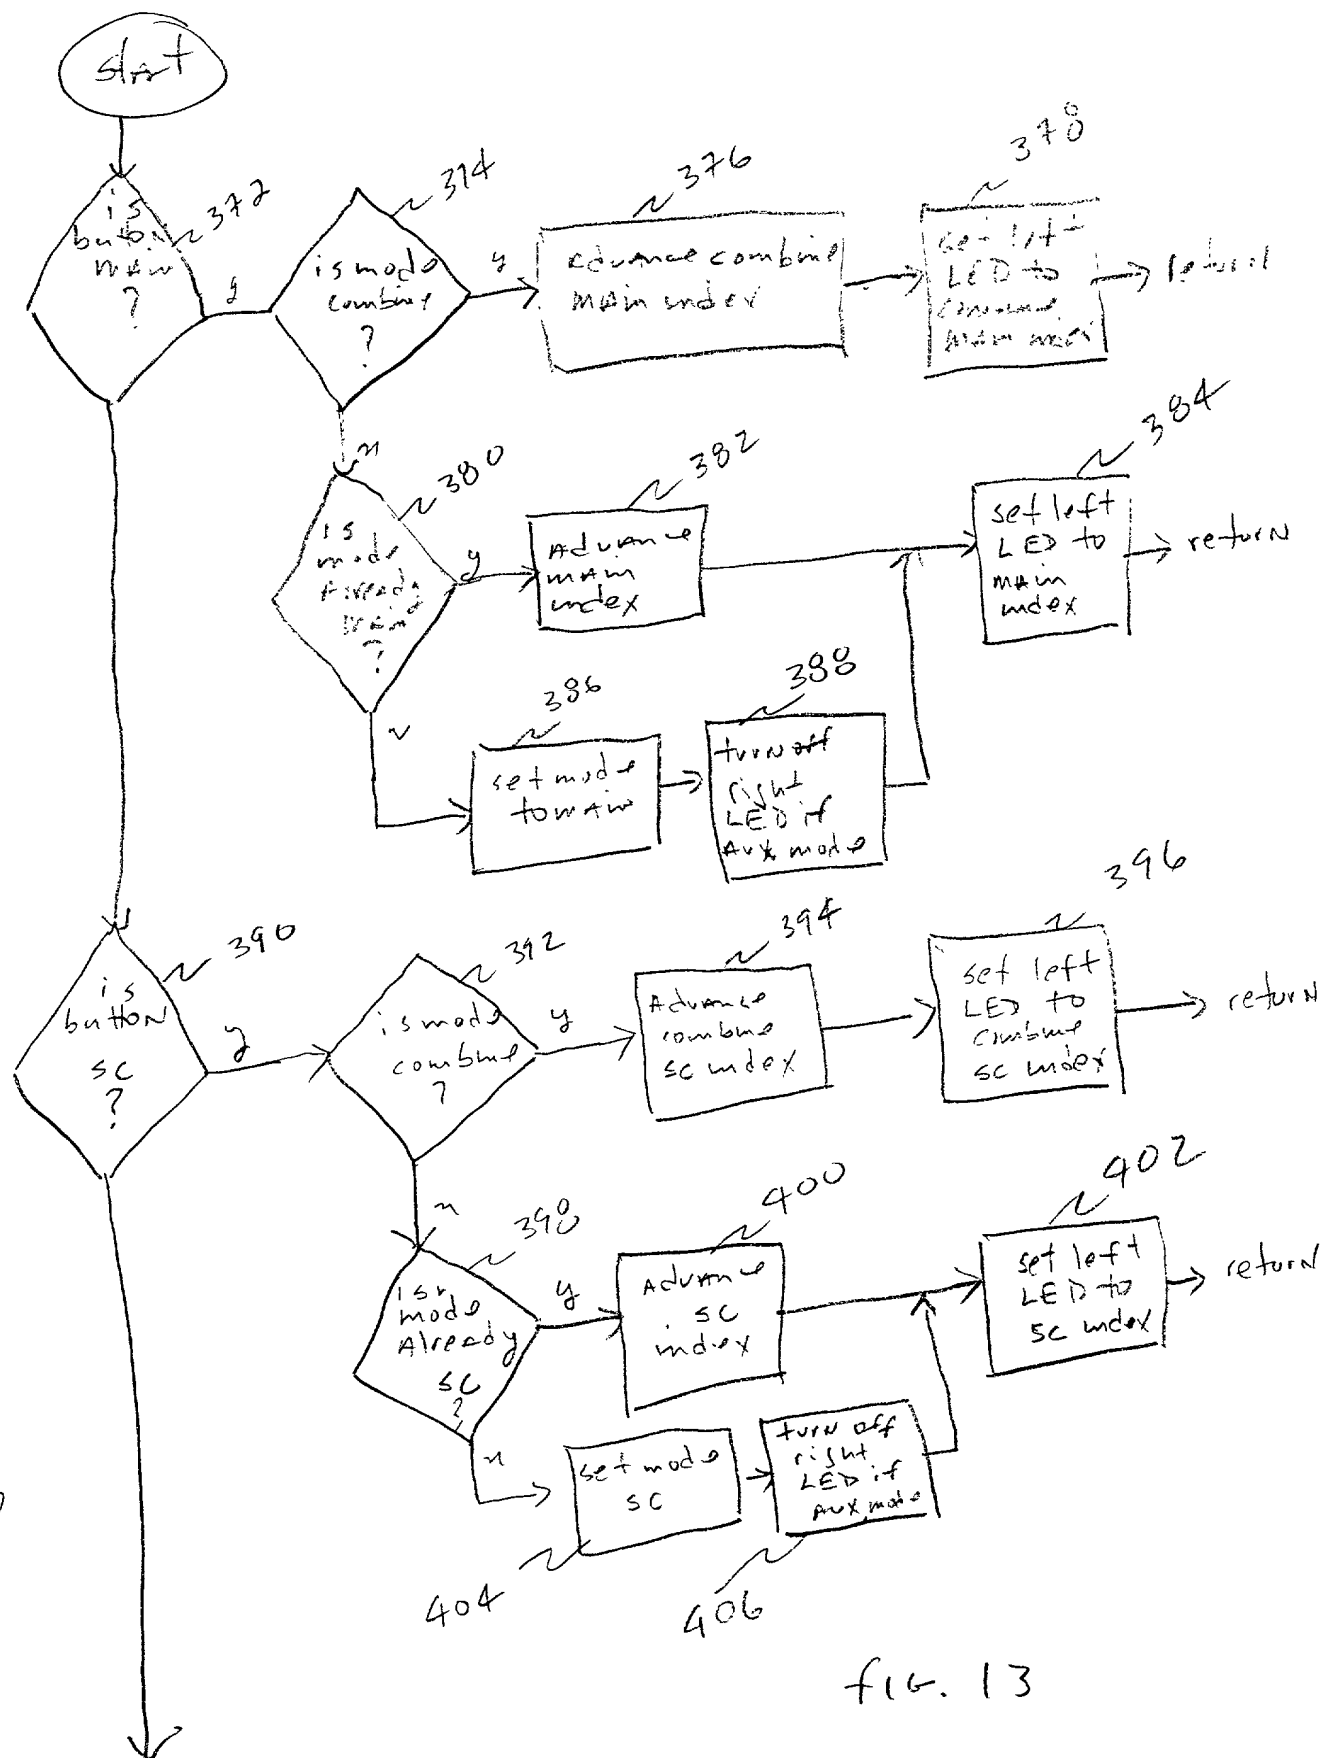 start
is
button
MAIN
?
372
y
is mode
combine
?
374
y
Advance combine
MAIN index
376
set left
LED to
combine
MAIN index
378
return
n
is
mode
Already
MAIN
?
380
y
Advance
MAIN
index
382
set left
LED to
MAIN
index
384
return
n
set mode
to MAIN
386
turn off
right
LED if
AUX mode
388
is
button
SC
?
390
y
is mode
combine
?
392
y
Advance
combine
SC index
394
set left
LED to
combine
SC index
396
return
n
is
mode
Already
SC
?
398
y
Advance
SC
index
400
set left
LED to
SC index
402
return
n
set mode
SC
404
turn off
right
LED if
AUX mode
406
FIG. 13